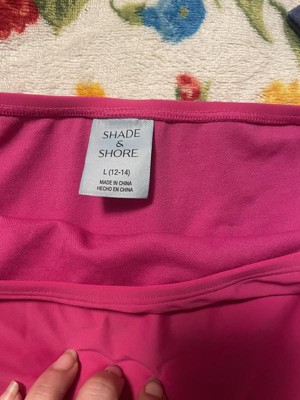 SHADE
&
SHORE
L (12-14)
MADE IN CHINA
HECHO EN CHINA